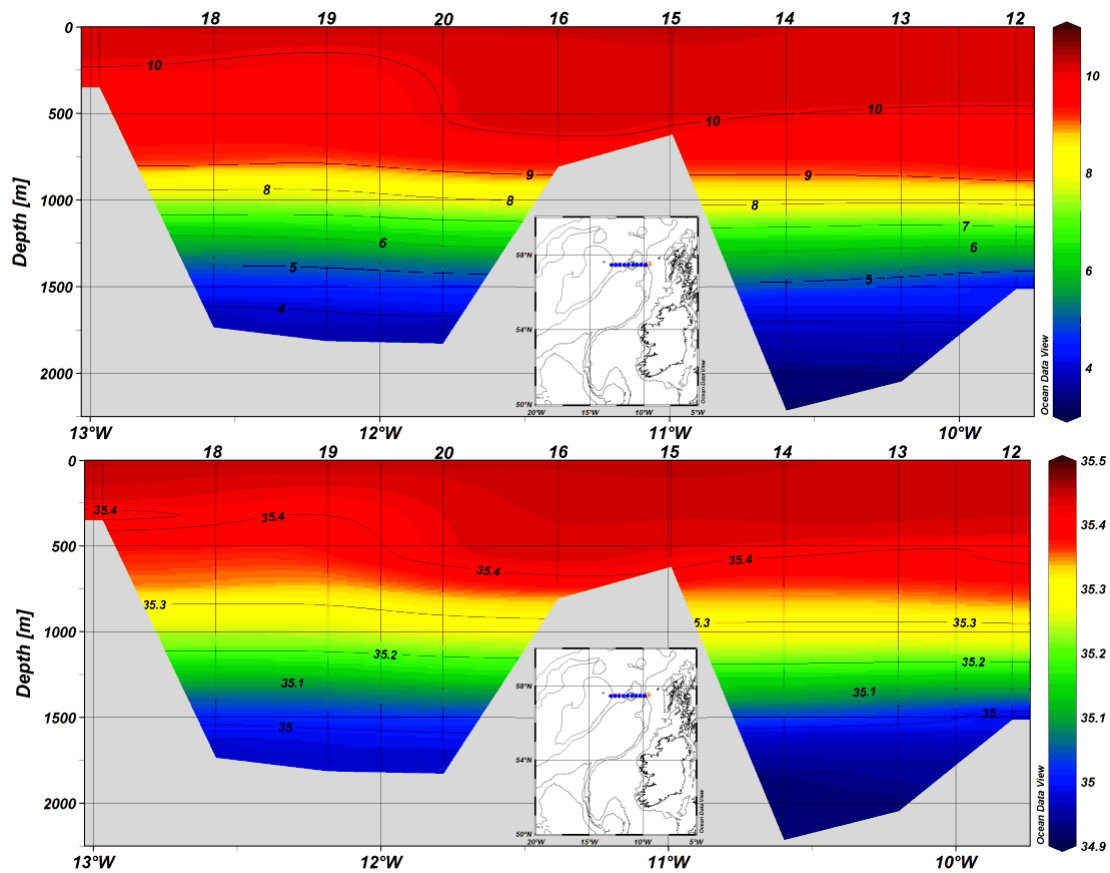 18 19 20 16 15 14 13 12
0
10
10
10
10
500
9
9
8
1000
8
8
8
7
6
6
6
58°N
5
5
1500
4
54°N
4
2000
50°N
20°W 15°W 10°W 5°W
13°W 12°W 11°W 10°W
Depth [m]
Ocean Data View
Ocean Data View
18 19 20 16 15 14 13 12
0
35.5
35.4
35.4
35.4
500
35.4
35.4
35.3
35.3
5.3
35.3
1000
35.2
35.2
35.2
35.1
35.1
58°N
35.1
35
35
1500
54°N
35
2000
50°N
34.9
20°W 15°W 10°W 5°W
13°W 12°W 11°W 10°W
Depth [m]
Ocean Data View
Ocean Data View